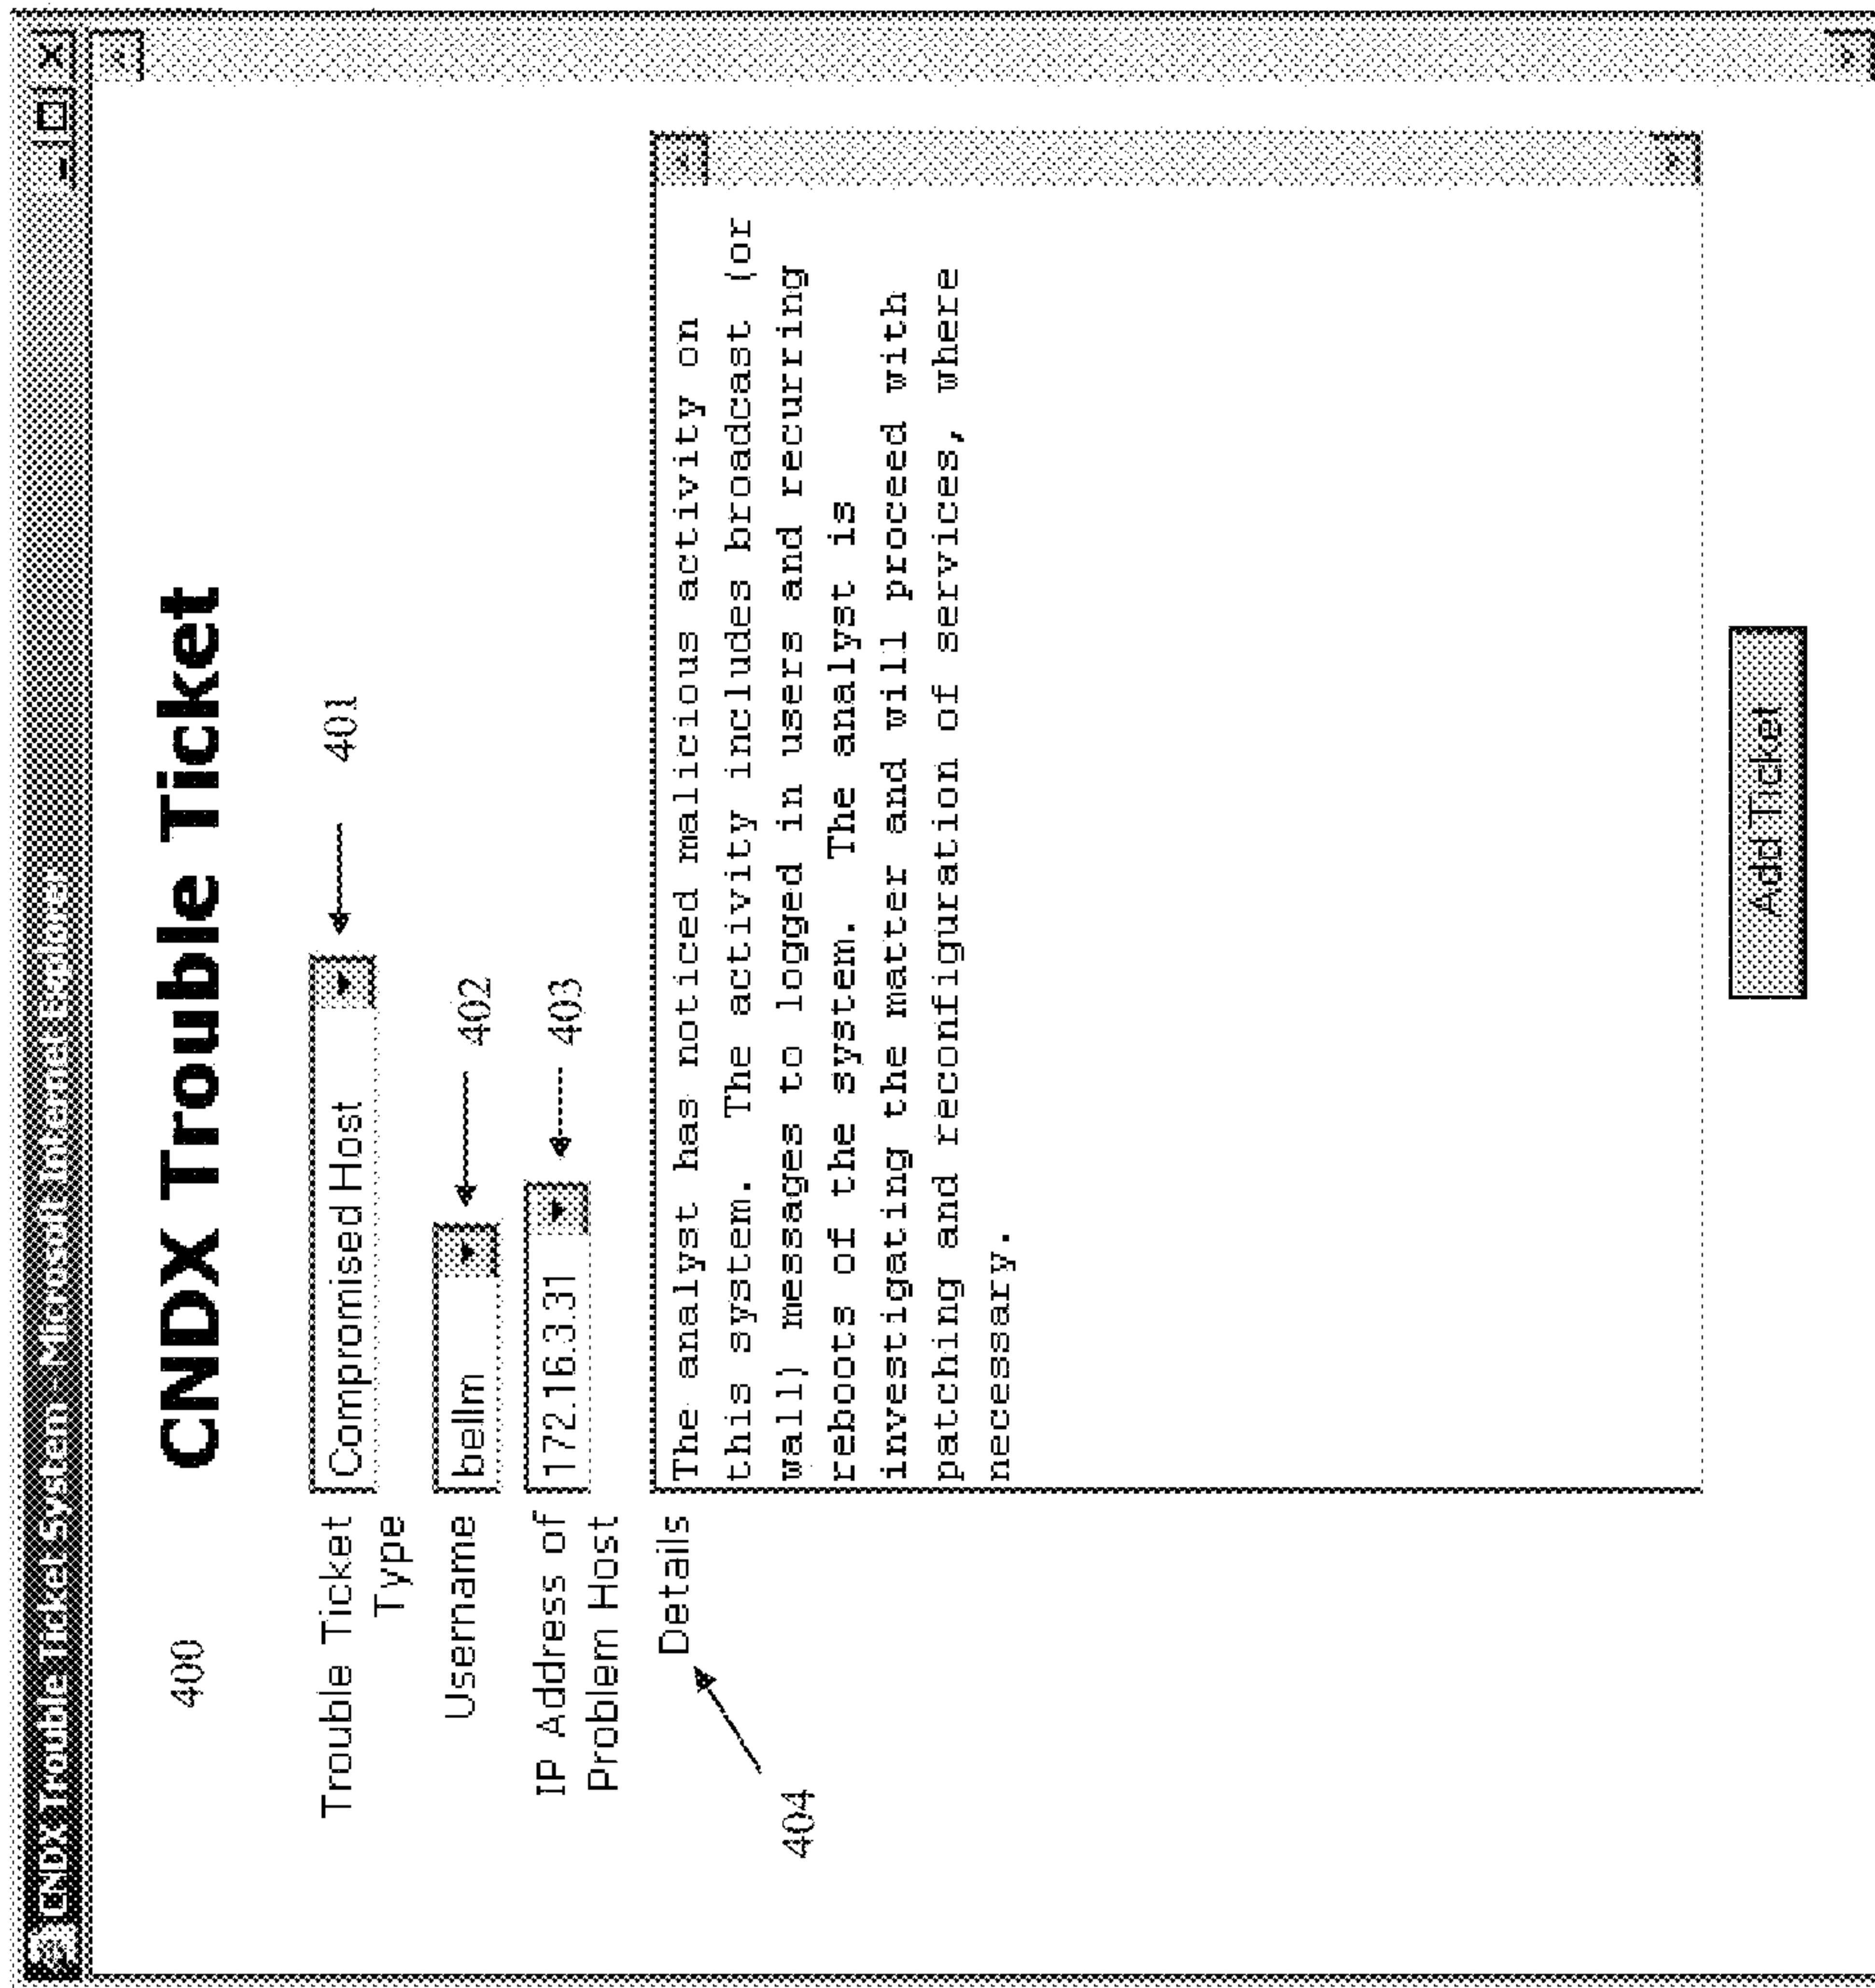 CNDX Trouble Ticket System - Microsoft Internet Explorer
400
CNDX Trouble Ticket
Trouble Ticket
Type
Compromised Host
401
Username
bellm
402
IP Address of
Problem Host
172.16.3.31
403
Details
404
The analyst has noticed malicious activity on
this system.  The activity includes broadcast (or
wall) messages to logged in users and recurring
reboots of the system.  The analyst is
investigating the matter and will proceed with
patching and reconfiguration of services, where
necessary.
Add Ticket